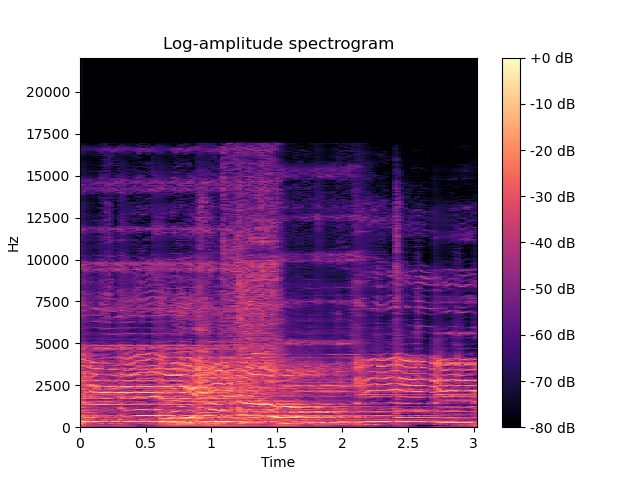 Log-amplitude spectrogram
Hz
20000
17500
15000
12500
10000
7500
5000
2500
0
0 0.5 1 1.5 2 2.5 3
Time
+0 dB
-10 dB
-20 dB
-30 dB
-40 dB
-50 dB
-60 dB
-70 dB
-80 dB